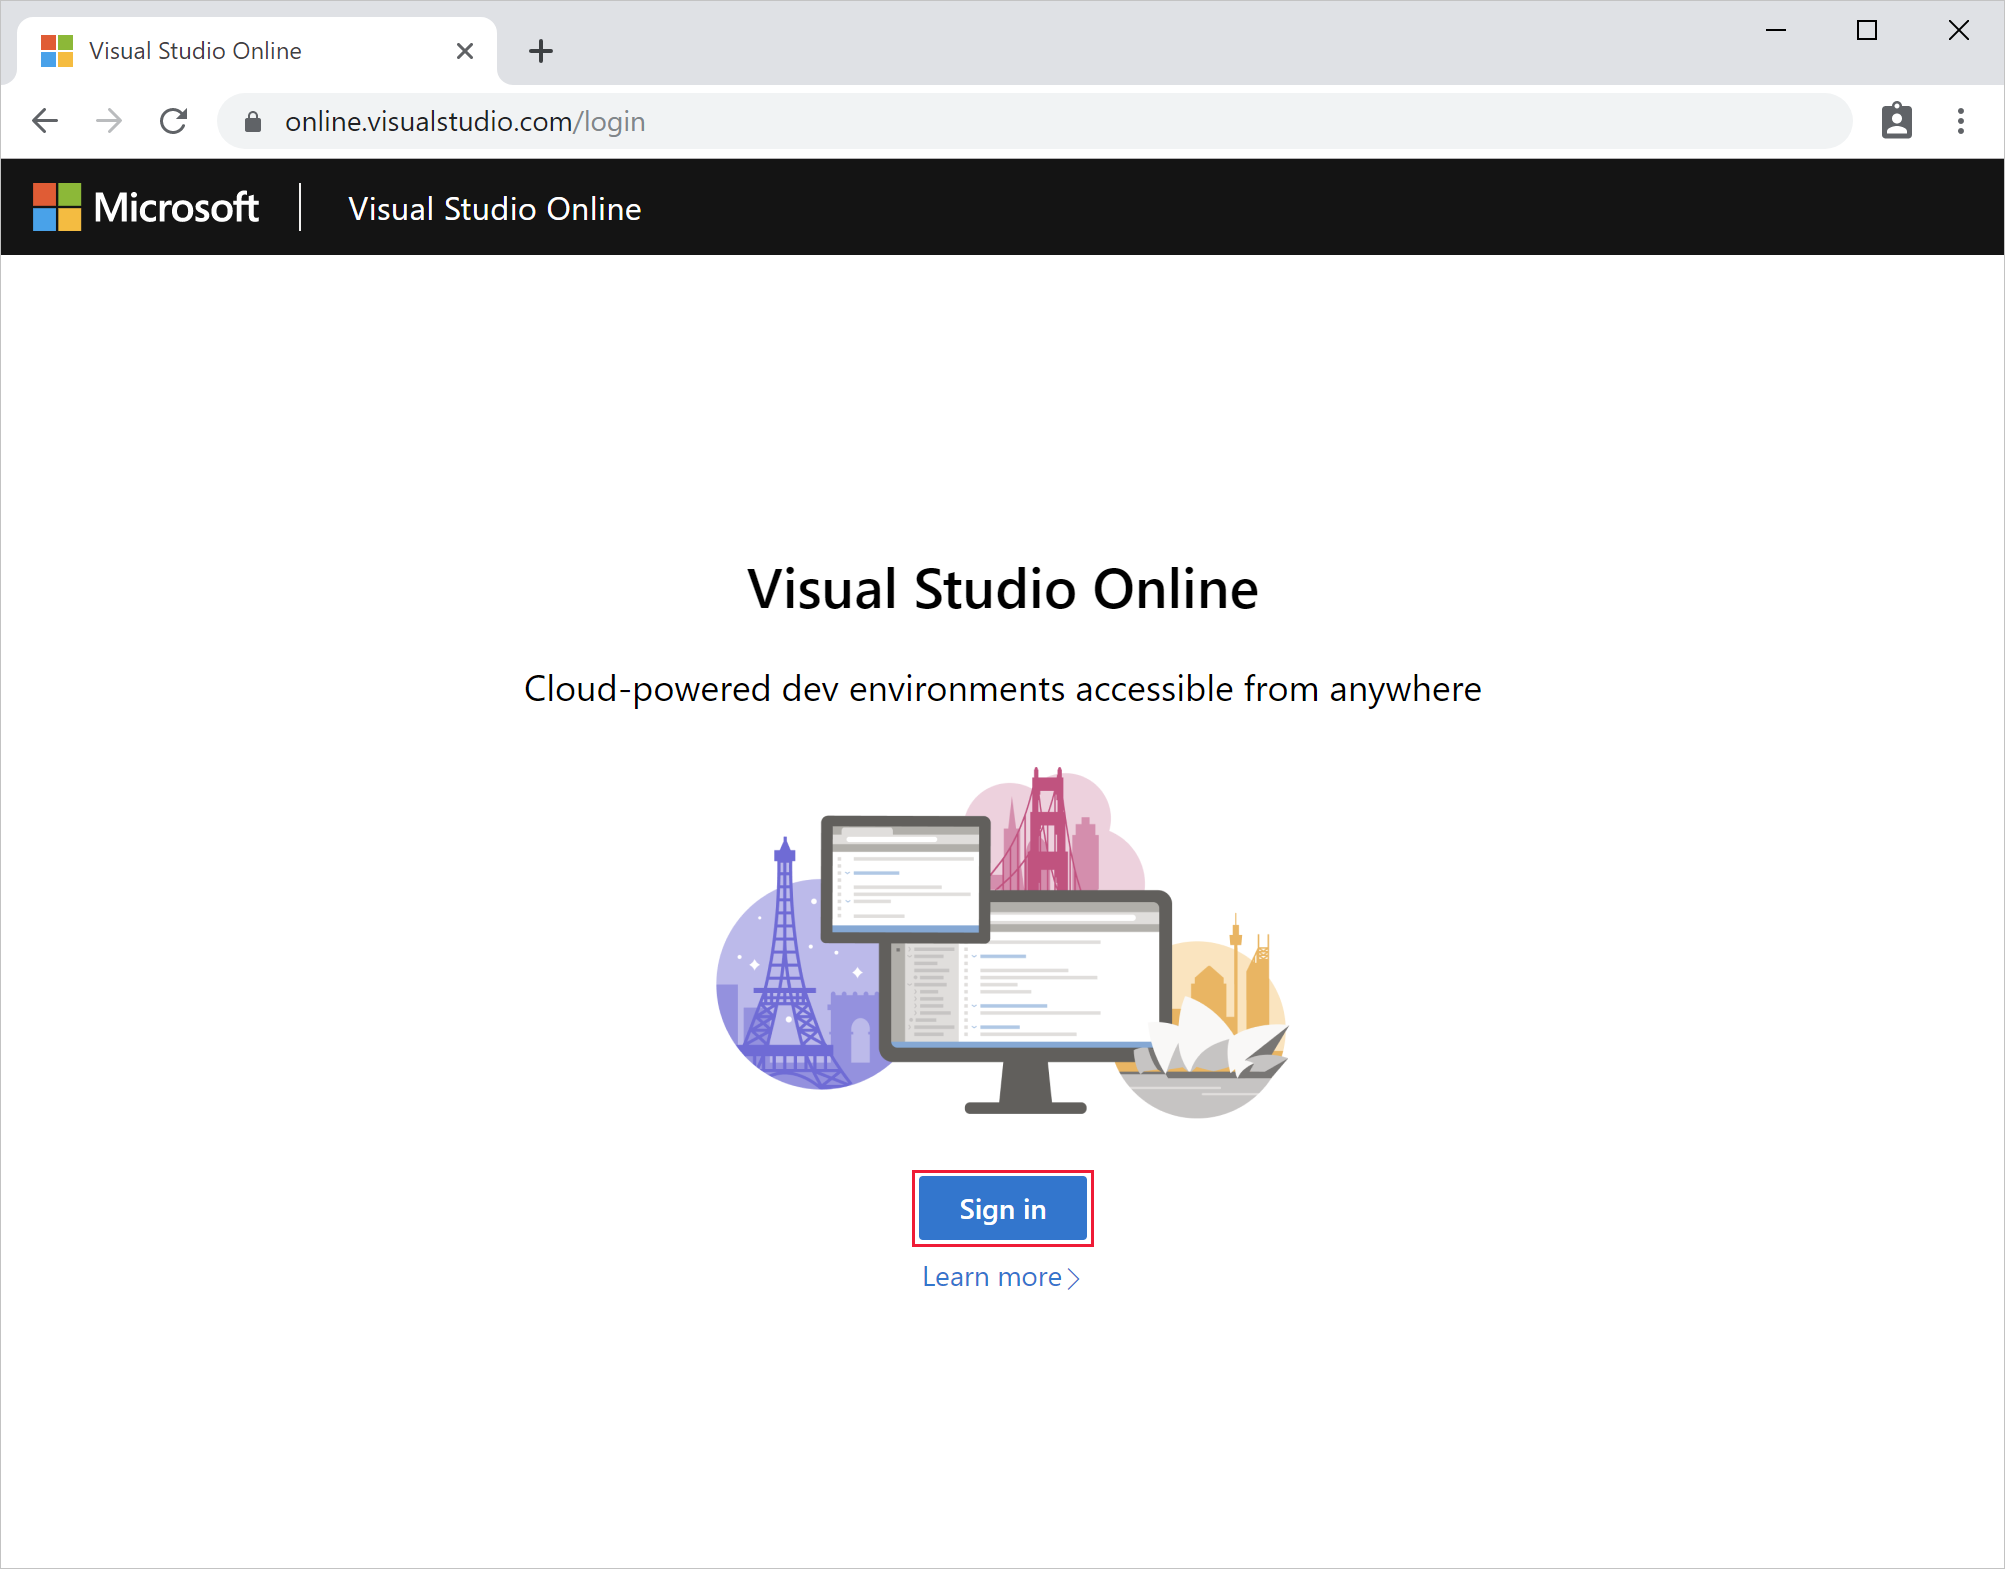 Visual Studio Online
online.visualstudio.com/login
Microsoft
Visual Studio Online
Visual Studio Online
Cloud-powered dev environments accessible from anywhere
Sign in
Learn more